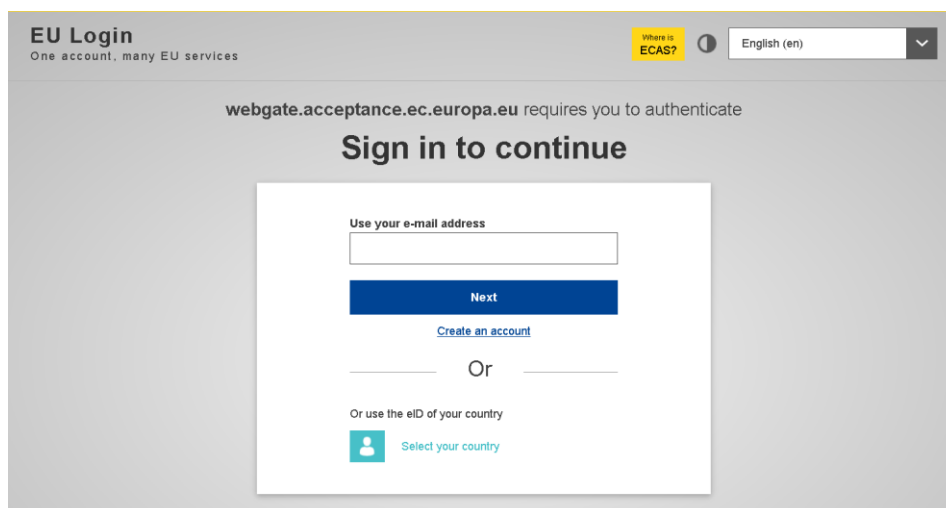 EU Login
One account, many EU services
Where is
ECAS?
English (en)
webgate.acceptance.ec.europa.eu requires you to authenticate
Sign in to continue
Use your e-mail address
Next
Create an account
Or
Or use the eID of your country
Select your country